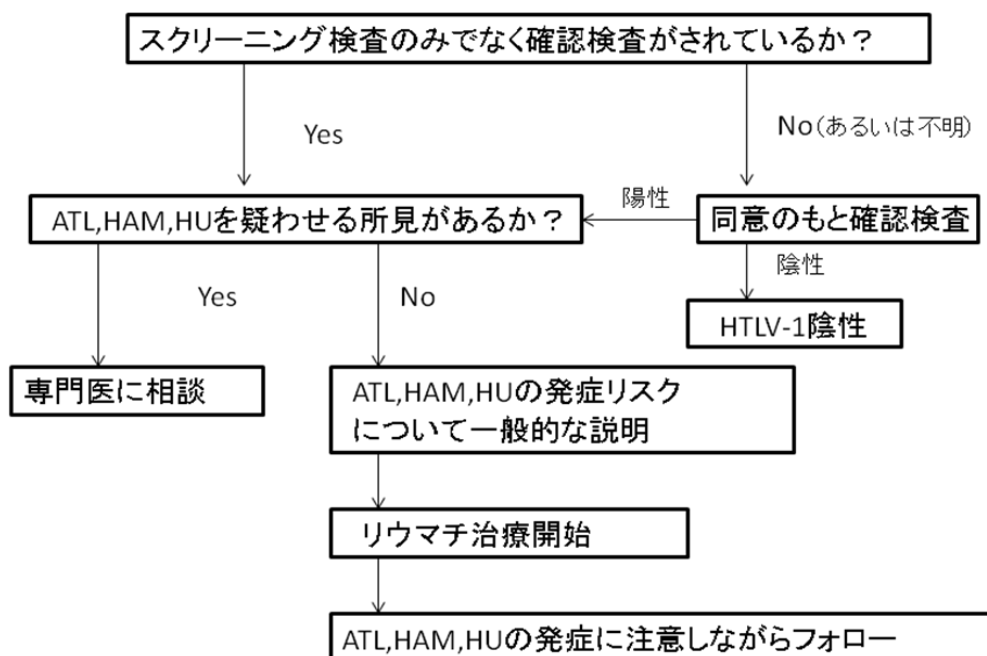 スクリーニング検査のみでなく確認検査がされているか？
Yes
No（あるいは不明）
ATL,HAM,HUを疑わせる所見があるか？
陽性
同意のもと確認検査
陰性
Yes
No
HTLV-1陰性
専門医に相談
ATL,HAM,HUの発症リスク
について一般的な説明
リウマチ治療開始
ATL,HAM,HUの発症に注意しながらフォロー